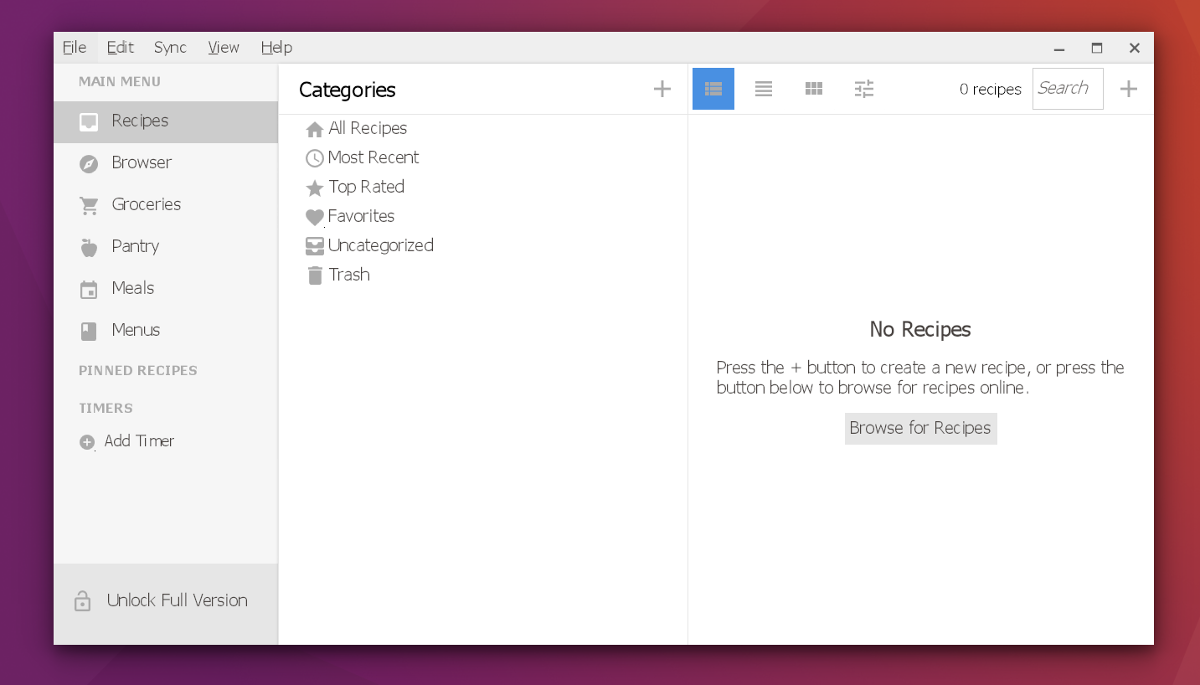 File Edit Sync View Help
MAIN MENU
Recipes
Browser
Groceries
Pantry
Meals
Menus
PINNED RECIPES
TIMERS
Add Timer
Unlock Full Version
Categories
All Recipes
Most Recent
Top Rated
Favorites
Uncategorized
Trash
0 recipes Search
No Recipes
Press the + button to create a new recipe, or press the
button below to browse for recipes online.
Browse for Recipes